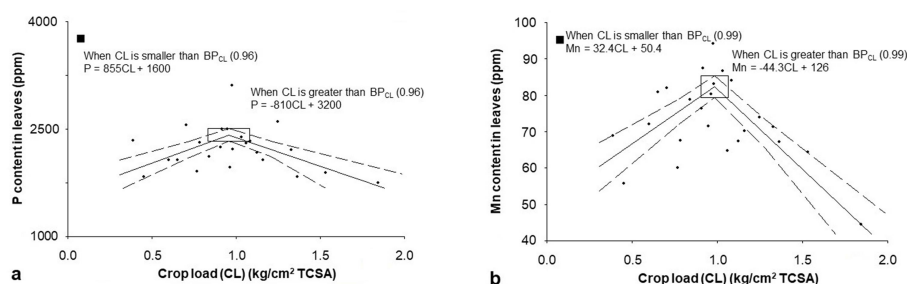 4000
2500
1000
P content in leaves (ppm)
When CL is smaller than BPCL (0.96)
P = 855CL + 1600
When CL is greater than BPCL (0.96)
P = -810CL + 3200
0.0 0.5 1.0 1.5 2.0
a Crop load (CL) (kg/cm² TCSA)
100
90
80
70
60
50
40
Mn content in leaves (ppm)
When CL is smaller than BPCL (0.99)
Mn = 32.4CL + 50.4
When CL is greater than BPCL (0.99)
Mn = -44.3CL + 126
0.0 0.5 1.0 1.5 2.0
b Crop load (CL) (kg/cm² TCSA)